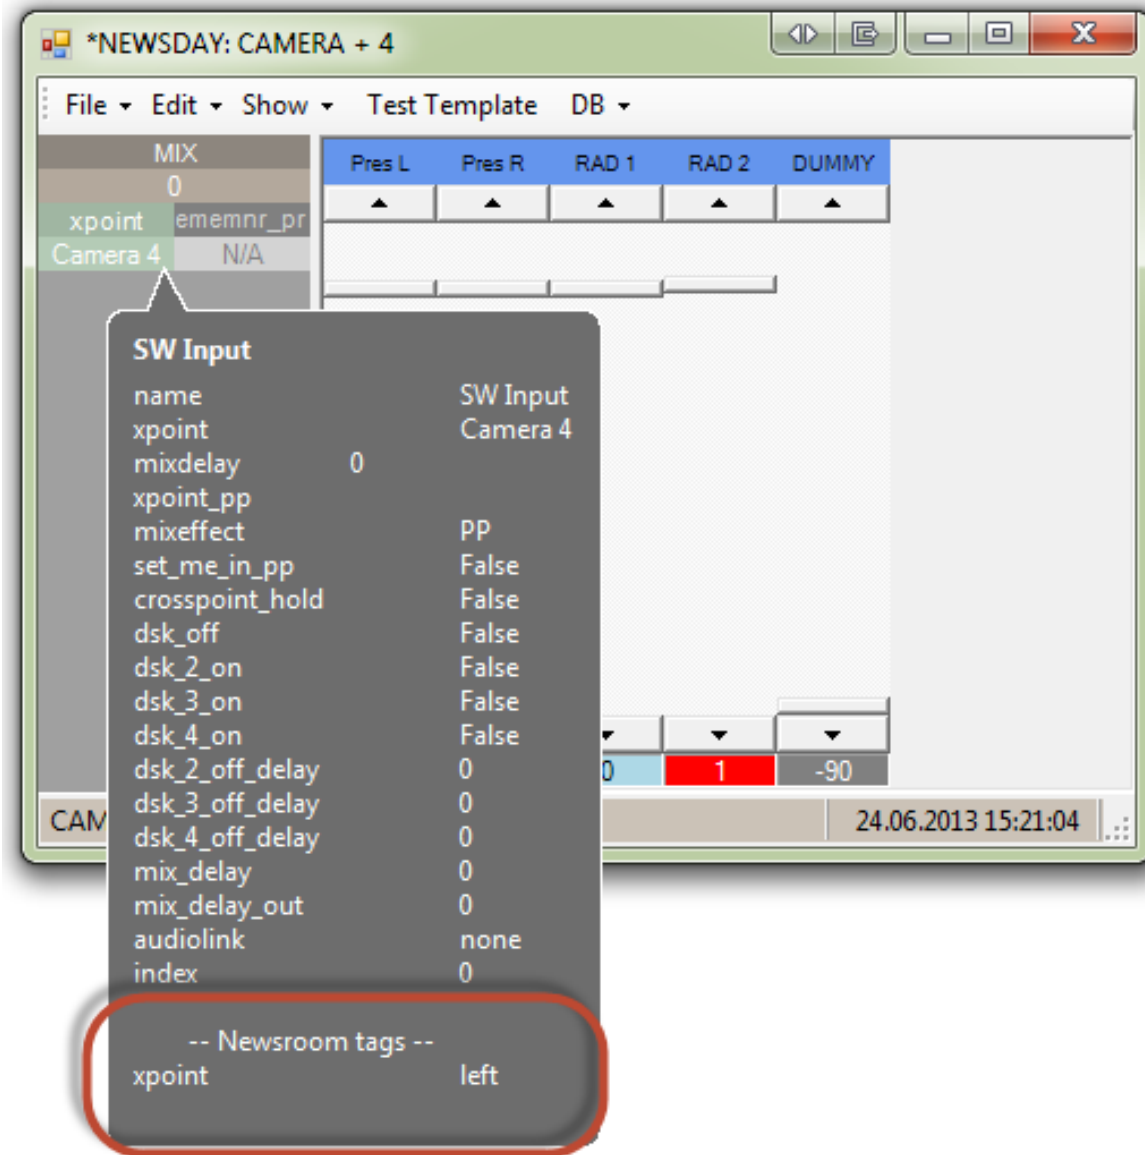 *NEWSDAY: CAMERA + 4
File Edit Show Test Template DB
MIX
0
xpoint ememnr_pr
Camera 4 N/A
Pres L Pres R RAD 1 RAD 2 DUMMY
SW Input
name SW Input
xpoint Camera 4
mixdelay 0
xpoint_pp
mixeffect PP
set_me_in_pp False
crosspoint_hold False
dsk_off False
dsk_2_on False
dsk_3_on False
dsk_4_on False
dsk_2_off_delay 0
dsk_3_off_delay 0
dsk_4_off_delay 0
mix_delay 0
mix_delay_out 0
audiolink none
index 0
-- Newsroom tags --
xpoint left
0 1 -90
CAM 24.06.2013 15:21:04